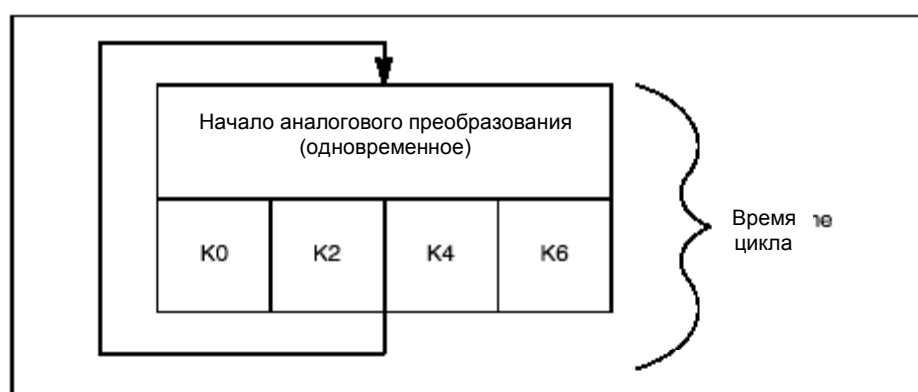 Начало аналогового преобразования
(одновременное)
K0 K2 K4 K6
Время
цикла